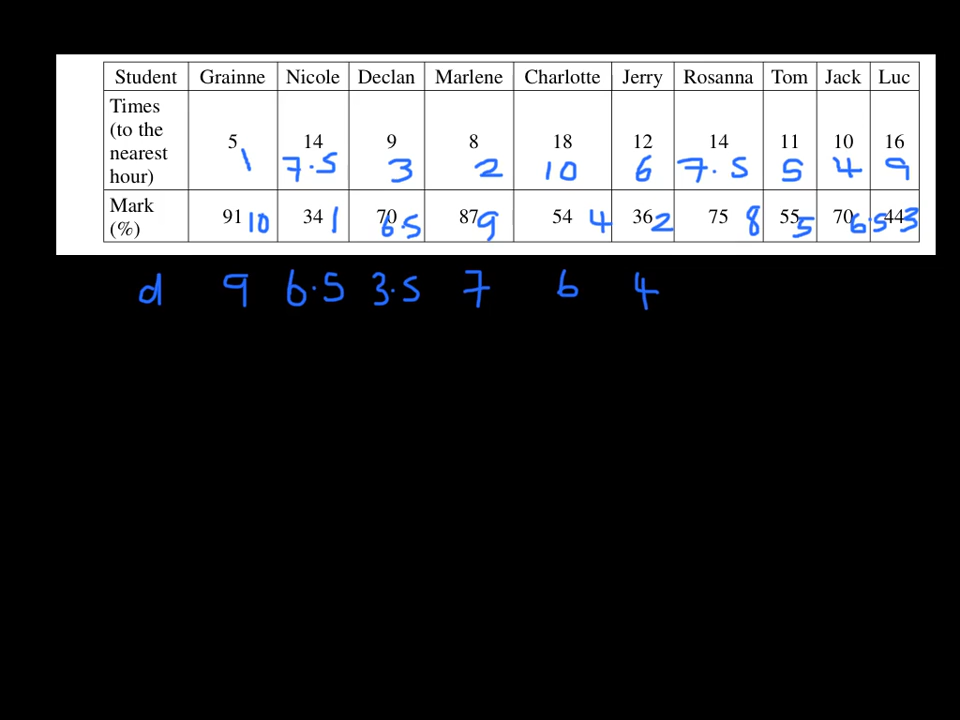 Student Grainne Nicole Declan Marlene Charlotte Jerry Rosanna Tom Jack Luc
Times
(to the
nearest
hour)
5 14 9 8 18 12 14 11 10 16
1 7.5 3 2 10 6 7.5 5 4 9
Mark
(%)
91 34 70 87 54 36 75 55 70 44
10 1 6.5 9 4 2 8 5 6.5 3
d 9 6.5 3.5 7 6 4